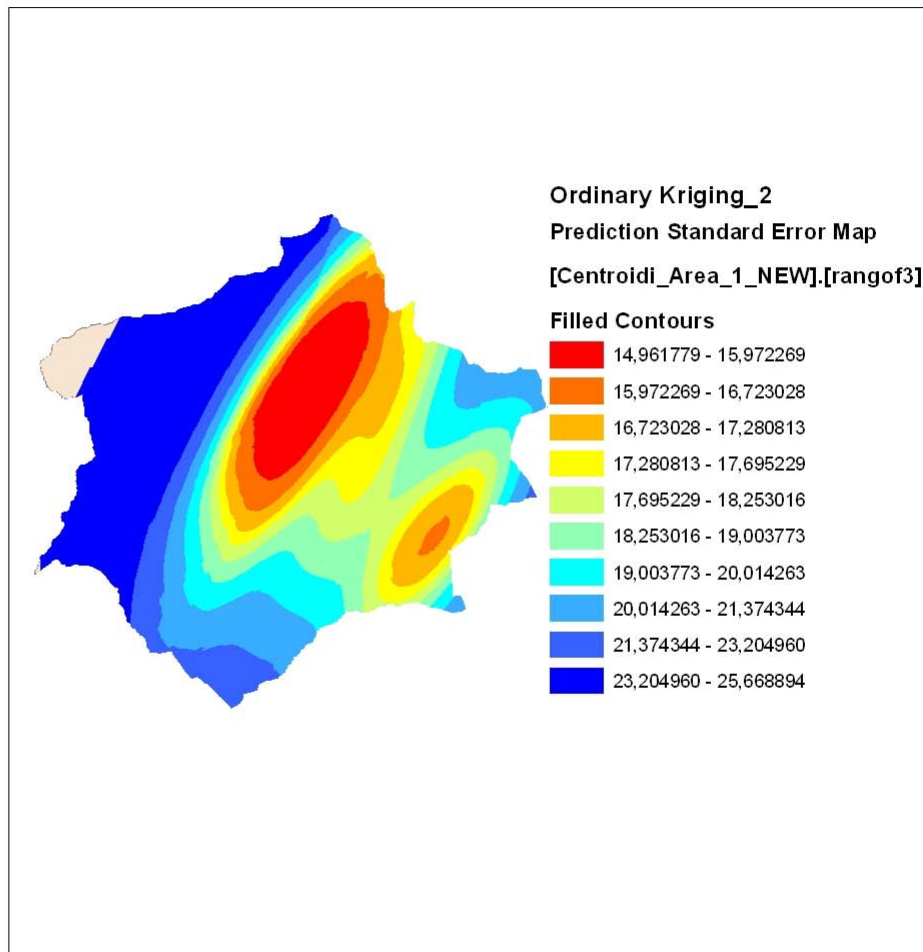 Ordinary Kriging_2
Prediction Standard Error Map
[Centroidi_Area_1_NEW].[rangof3]
Filled Contours
14,961779 - 15,972269
15,972269 - 16,723028
16,723028 - 17,280813
17,280813 - 17,695229
17,695229 - 18,253016
18,253016 - 19,003773
19,003773 - 20,014263
20,014263 - 21,374344
21,374344 - 23,204960
23,204960 - 25,668894